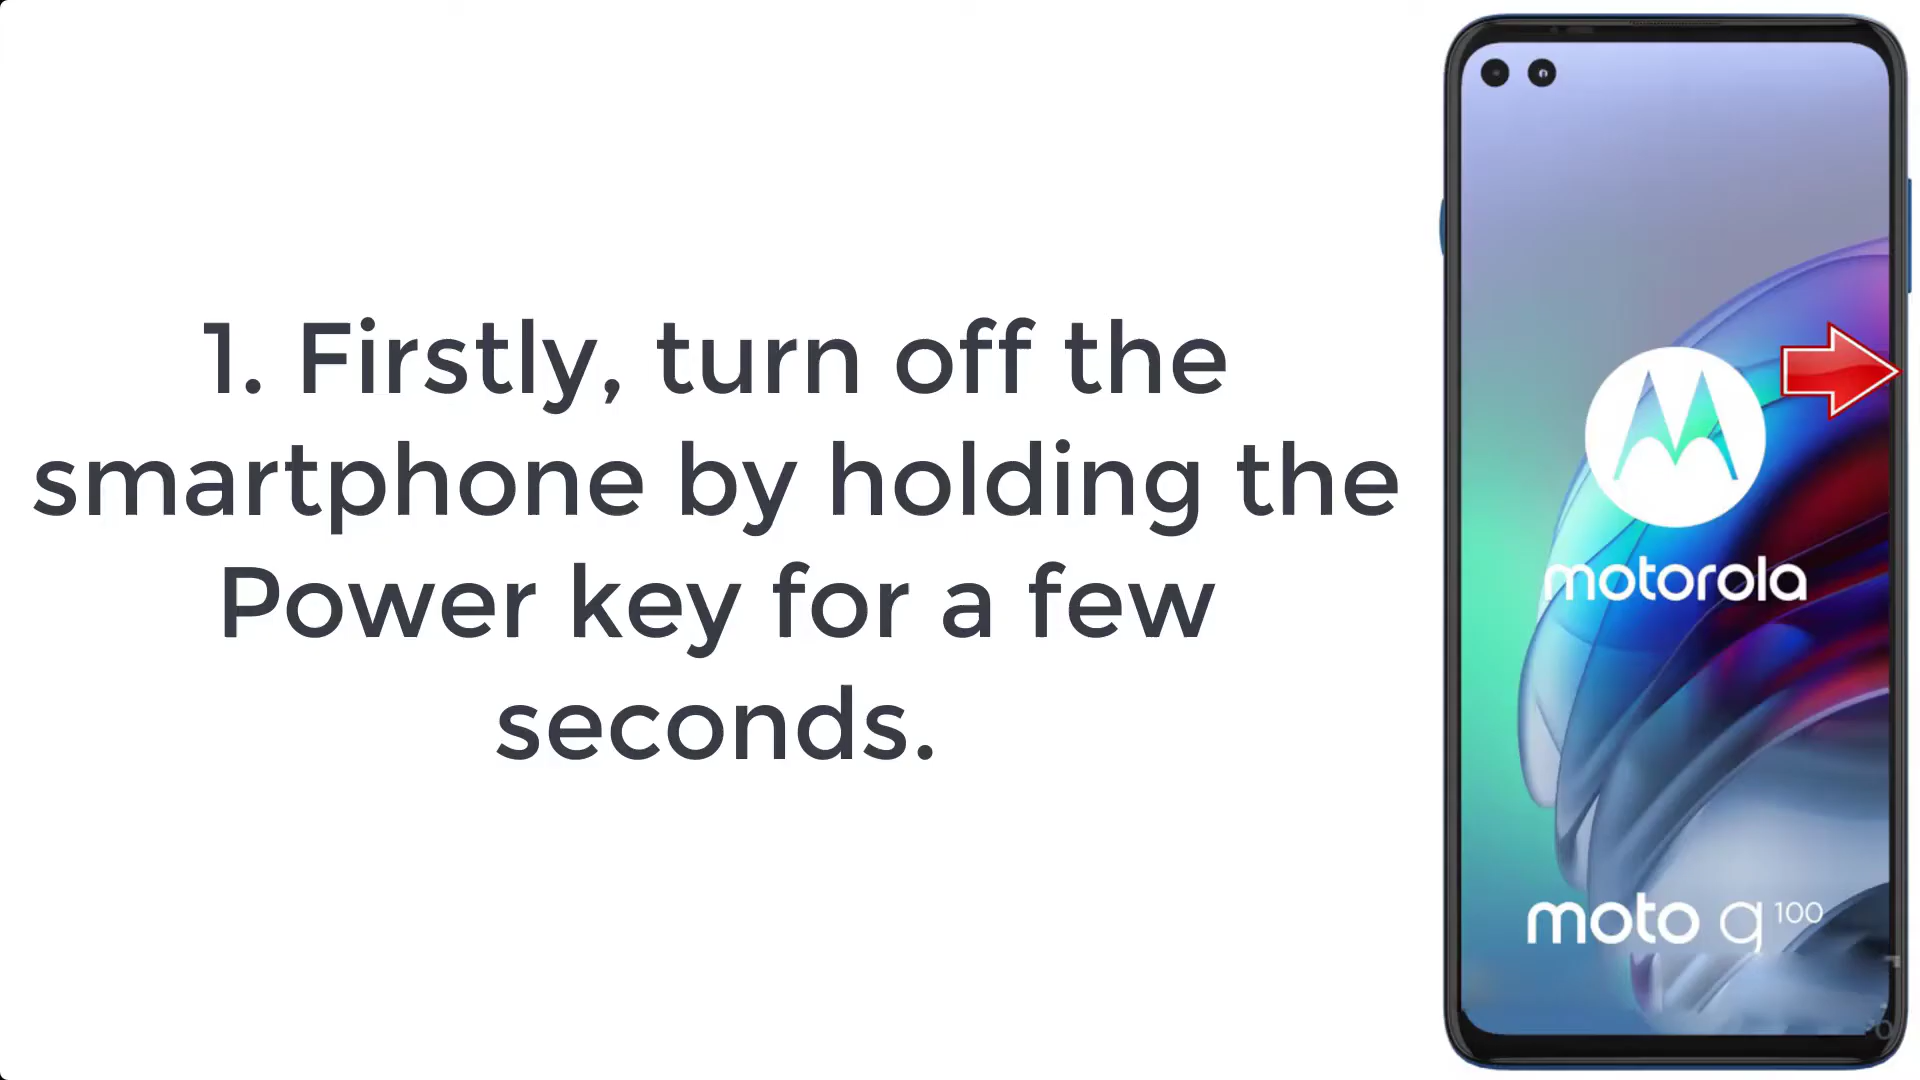 1. Firstly, turn off the
smartphone by holding the
Power key for a few
seconds.
motorola
moto g 100